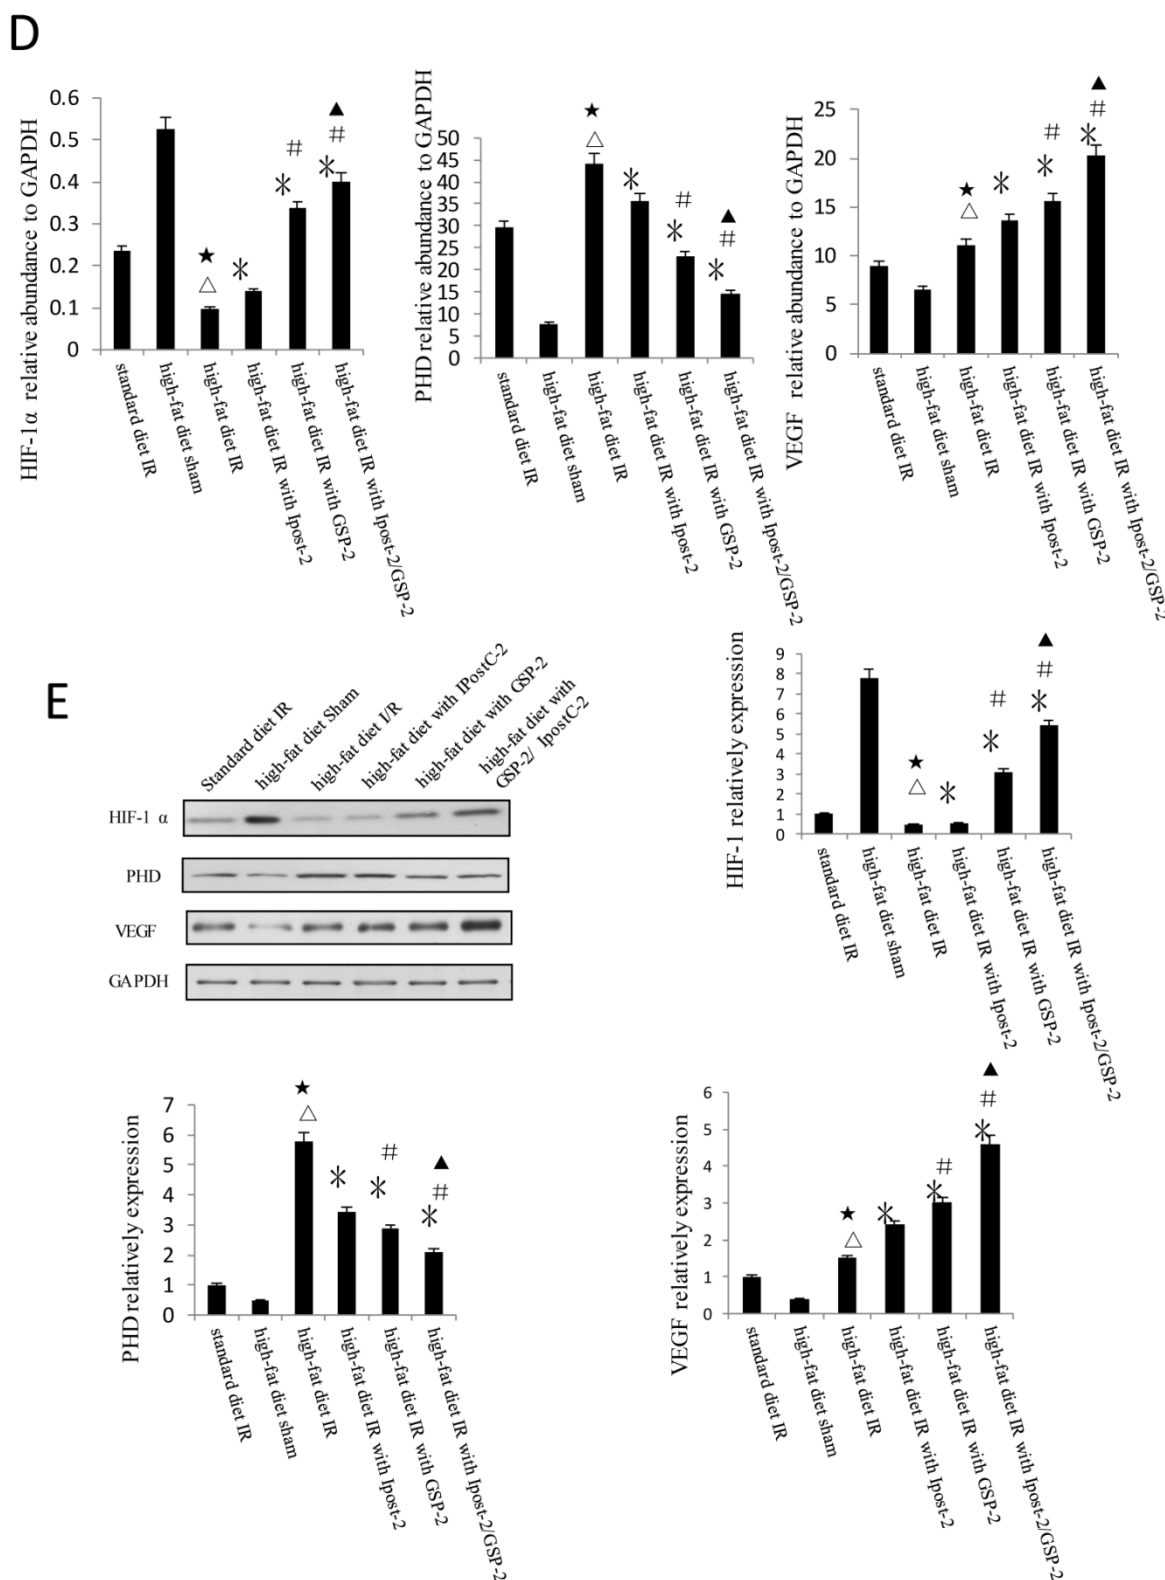 D
HIF-1α relative abundance to GAPDH
0.6
0.5
0.4
0.3
0.2
0.1
0
★
△
*
*
#
*
#
▲
standard diet IR
high-fat diet sham
high-fat diet IR
high-fat diet IR with Ipost-2
high-fat diet IR with GSP-2
high-fat diet IR with Ipost-2/GSP-2
PHD relative abundance to GAPDH
50
45
40
35
30
25
20
15
10
5
0
★
△
*
#
*
▲
#
*
standard diet IR
high-fat diet sham
high-fat diet IR
high-fat diet IR with Ipost-2
high-fat diet IR with GSP-2
high-fat diet IR with Ipost-2/GSP-2
VEGF relative abundance to GAPDH
25
20
15
10
5
0
★
△
*
#
*
▲
#
*
standard diet IR
high-fat diet sham
high-fat diet IR
high-fat diet IR with Ipost-2
high-fat diet IR with GSP-2
high-fat diet IR with Ipost-2/GSP-2
E
Standard diet IR
high-fat diet Sham
high-fat diet I/R
high-fat diet with IPostC-2
high-fat diet with GSP-2
high-fat diet with
GSP-2/ IpostC-2
HIF-1 α
PHD
VEGF
GAPDH
HIF-1 relatively expression
9
8
7
6
5
4
3
2
1
0
★
△
*
#
*
▲
#
*
standard diet IR
high-fat diet sham
high-fat diet IR
high-fat diet IR with Ipost-2
high-fat diet IR with GSP-2
high-fat diet IR with Ipost-2/GSP-2
PHD relatively expression
7
6
5
4
3
2
1
0
★
△
*
#
*
▲
#
*
standard diet IR
high-fat diet sham
high-fat diet IR
high-fat diet IR with Ipost-2
high-fat diet IR with GSP-2
high-fat diet IR with Ipost-2/GSP-2
VEGF relatively expression
6
5
4
3
2
1
0
★
△
*
#
*
▲
#
*
standard diet IR
high-fat diet sham
high-fat diet IR
high-fat diet IR with Ipost-2
high-fat diet IR with GSP-2
high-fat diet IR with Ipost-2/GSP-2